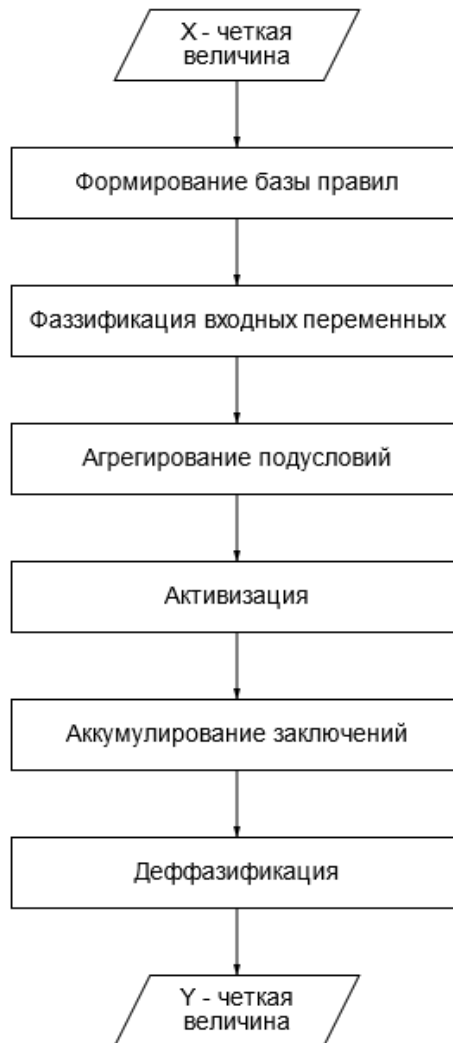 X - четкая
величина
Формирование базы правил
Фаззификация входных переменных
Агрегирование подусловий
Активизация
Аккумулирование заключений
Деффазификация
Y - четкая
величина